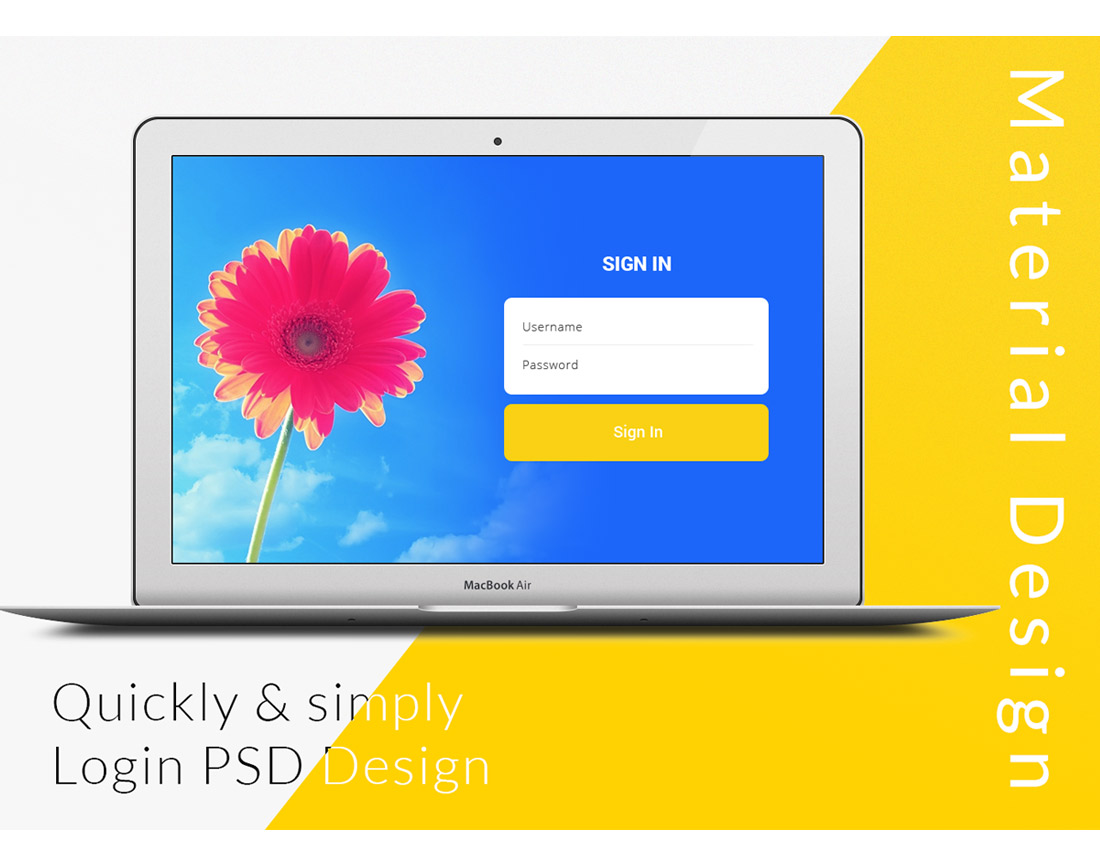 Material Design
SIGN IN
Username
Password
Sign In
MacBook Air
Quickly & simply
Login PSD Design